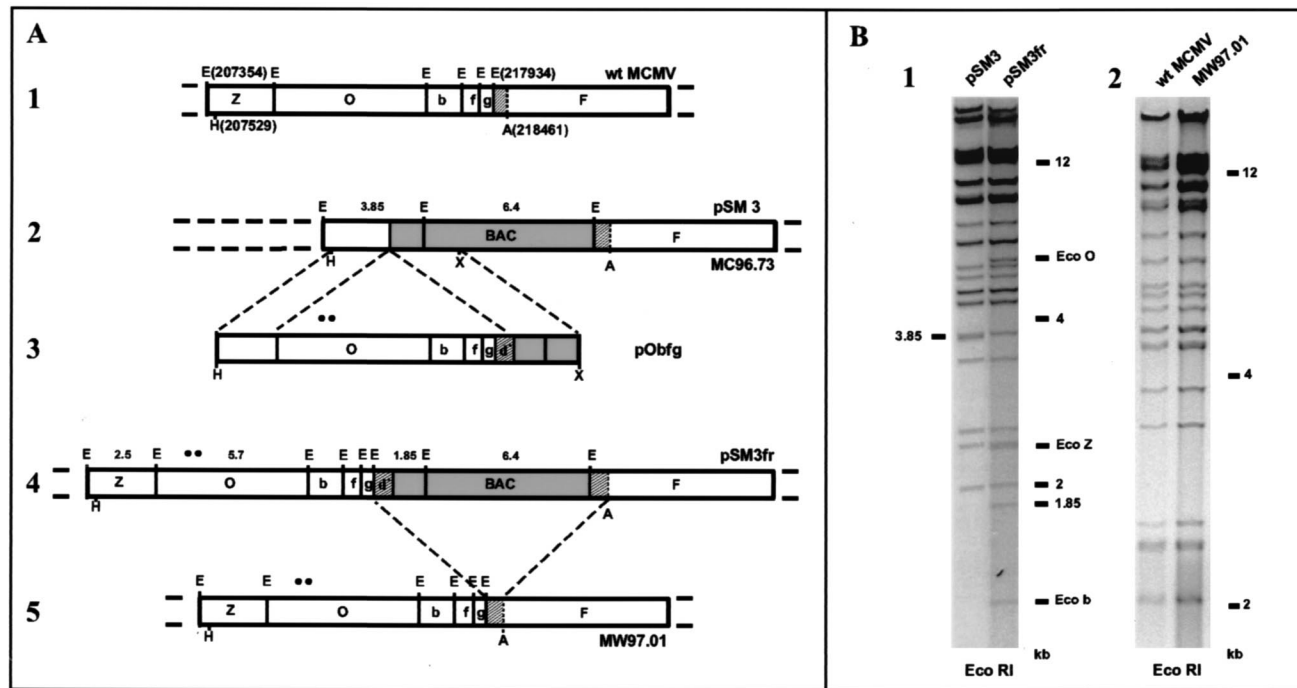 A
1
E(207354) E E E E E(217934) wt MCMV
Z O b f g F
H(207529) A(218461)
2
E 3.85 E 6.4 E pSM 3
BAC F
H X A MC96.73
3
••
O b f g d' pObfg
H X
4
E 2.5 E •• 5.7 E E E E 1.85 E 6.4 E pSM3fr
Z O b f g d' BAC F
H A
5
E E •• E E E E
Z O b f g F
H A MW97.01
B
1 pSM3 pSM3fr
12
Eco O
4
3.85
Eco Z
2
1.85
Eco b
kb
Eco RI
2 wt MCMV MW97.01
12
4
2
kb
Eco RI